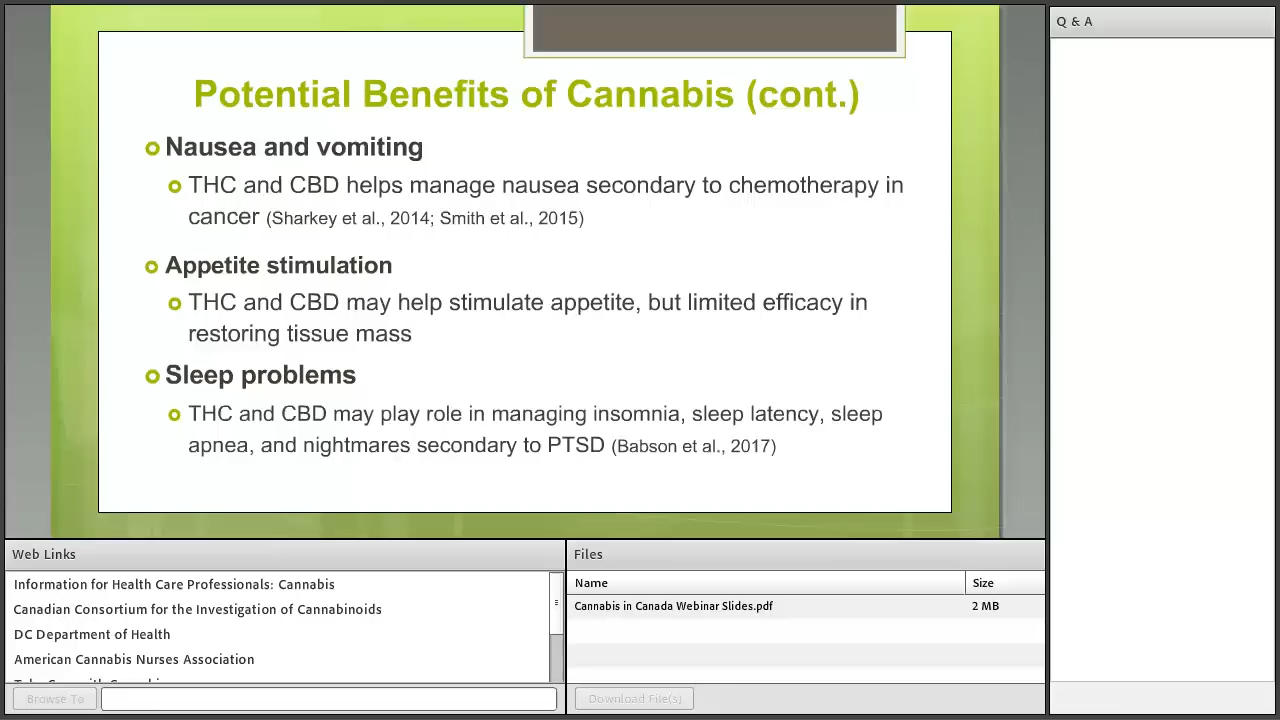 Q & A
Potential Benefits of Cannabis (cont.)
Nausea and vomiting
THC and CBD helps manage nausea secondary to chemotherapy in
cancer (Sharkey et al., 2014; Smith et al., 2015)
Appetite stimulation
THC and CBD may help stimulate appetite, but limited efficacy in
restoring tissue mass
Sleep problems
THC and CBD may play role in managing insomnia, sleep latency, sleep
apnea, and nightmares secondary to PTSD (Babson et al., 2017)
Web Links
Information for Health Care Professionals: Cannabis
Canadian Consortium for the Investigation of Cannabinoids
DC Department of Health
American Cannabis Nurses Association
Browse To
Files
Name Size
Cannabis in Canada Webinar Slides.pdf 2 MB
Download File(s)